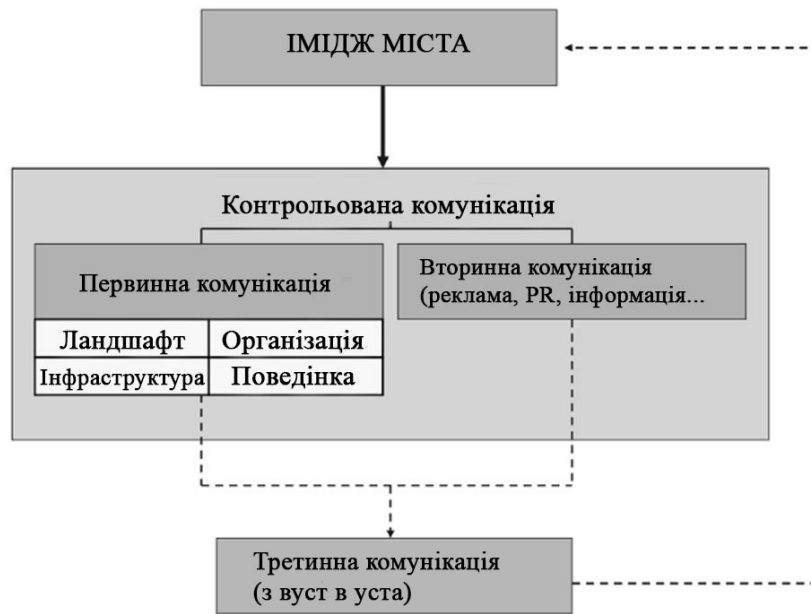 ІМІДЖ МІСТА
Контрольована комунікація
Первинна комунікація
Вторинна комунікація
(реклама, PR, інформація...
Ландшафт Організація
Інфраструктура Поведінка
Третинна комунікація
(з вуст в уста)